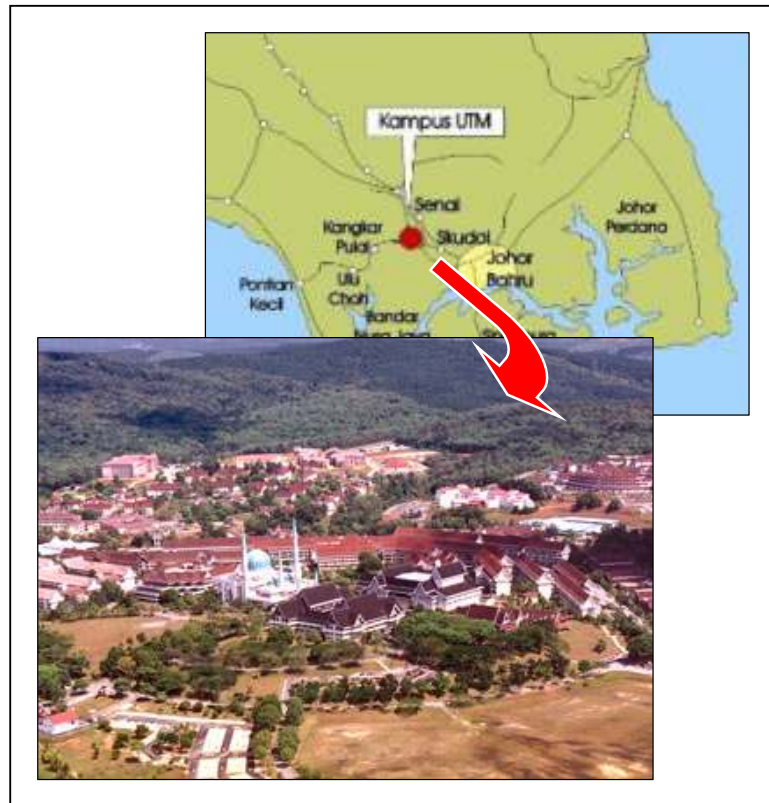 Kampus UTM
Senai
Kangkar
Pulai
Skudai
Johor
Perdana
Johor
Bahru
Ulu
Choh
Pontian
Kecil
Bandar